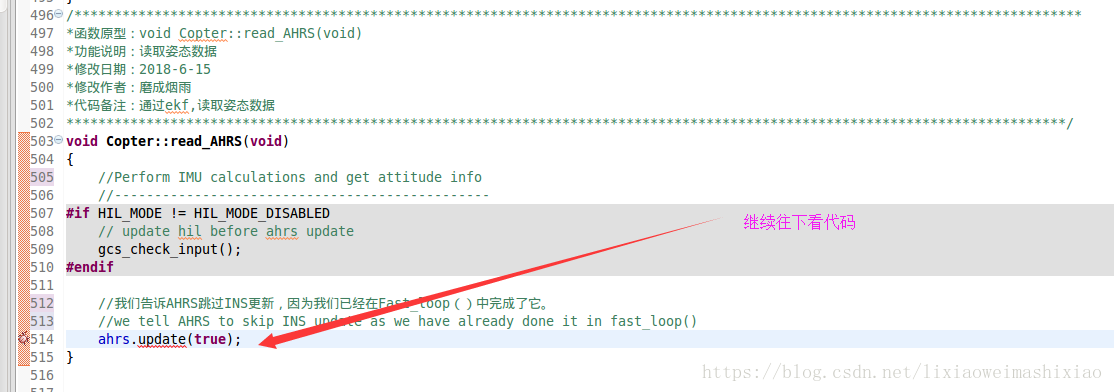 496 /****************************************************************************************************************************
497 *函数原型：void Copter::read_AHRS(void)
498 *功能说明：读取姿态数据
499 *修改日期：2018-6-15
500 *修改作者：磨成烟雨
501 *代码备注：通过ekf,读取姿态数据
502 ***************************************************************************************************************************/
503 void Copter::read_AHRS(void)
504 {
505 //Perform IMU calculations and get attitude info
506 //-----------------------------------------------
507 #if HIL_MODE != HIL_MODE_DISABLED
508 // update hil before ahrs update
继续往下看代码
509 gcs_check_input();
510 #endif
511
512 //我们告诉AHRS跳过INS更新，因为我们已经在Fast_loop（）中完成了它。
513 //we tell AHRS to skip INS update as we have already done it in fast_loop()
514 ahrs.update(true);
515 }
516
https://blog.csdn.net/lixiaoweimashixiao